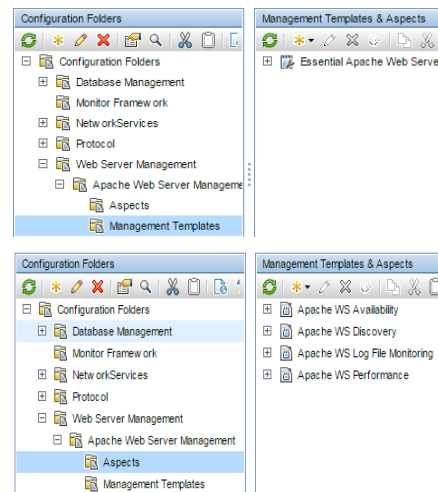 Configuration Folders
Management Templates & Aspects
Configuration Folders
Essential Apache Web Serve
Database Management
Monitor Framework
NetworkServices
Protocol
Web Server Management
Apache Web Server Manageme
Aspects
Management Templates
Configuration Folders
Management Templates & Aspects
Configuration Folders
Apache WS Availability
Database Management
Apache WS Discovery
Monitor Framework
Apache WS Log File Monitoring
NetworkServices
Apache WS Performance
Protocol
Web Server Management
Apache Web Server Management
Aspects
Management Templates